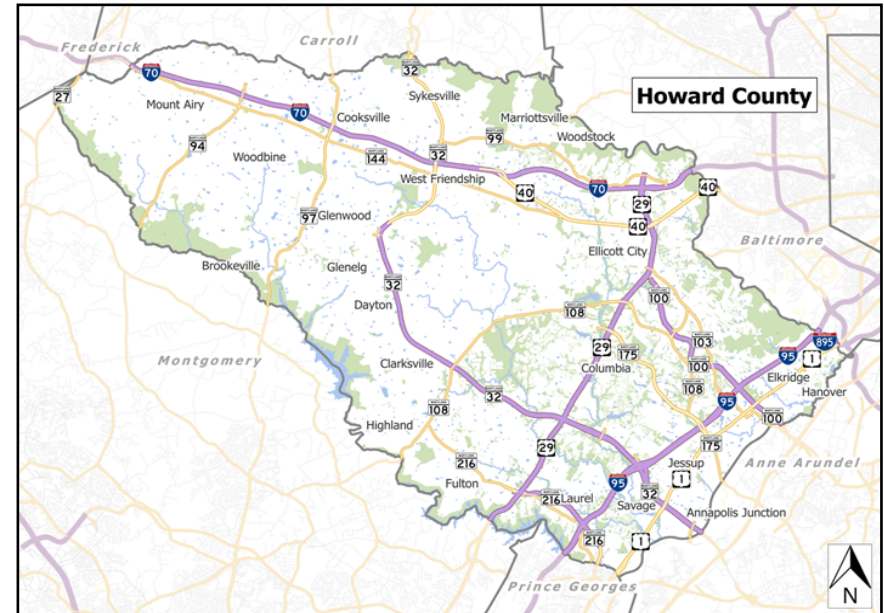 Frederick
Carroll
70
32
27
Mount Airy
Sykesville
Howard County
70
Cooksville
Marriottsville
94
99
Woodstock
Woodbine
144
32
West Friendship
40
70
40
29
97
Glenwood
40
Ellicott City
Baltimore
Brookeville
Glenelg
32
100
Dayton
108
103
895
Montgomery
29
175
95
1
Clarksville
Columbia
100
Elkridge
32
108
95
Hanover
108
100
Highland
29
175
216
Jessup
Anne Arundel
Fulton
95
1
216
Laurel
32
Savage
Annapolis Junction
216
1
Prince Georges
N